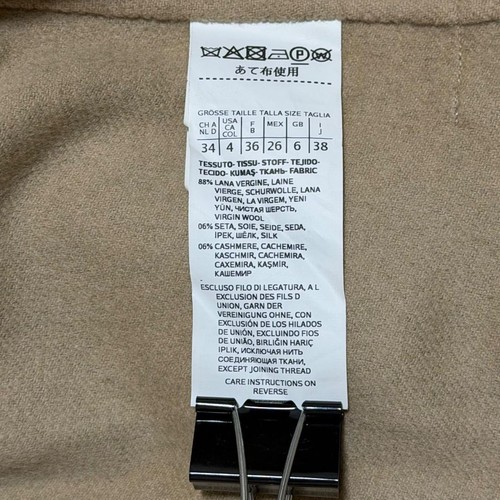 あて布使用
GRÖSSE TAILLE TALLA SIZE TAGLIA
CH A NL D | USA CA COL | F B | MEX | GB | I J
34 | 4 | 36 | 26 | 6 | 38
TESSUTO- TISSU- STOFF- TEJIDO-
TECIDO- KUMAŞ- ТКАНЬ- FABRIC
88% LANA VERGINE, LAINE
VIERGE, SCHURWOLLE, LANA
VIRGEN, LA VIRGEM, YENI
YÜN, ЧИСТАЯ ШЕРСТЬ,
VIRGIN WOOL
06% SETA, SOIE, SEIDE, SEDA,
İPEK, ШЁЛК, SILK
06% CASHMERE, CACHEMIRE,
KASCHMIR, CACHEMIRA,
CAXEMIRA, KAŞMİR,
КАШЕМИР
ESCLUSO FILO DI LEGATURA, A L
EXCLUSION DES FILS D
UNION, GARN DER
VEREINIGUNG OHNE, CON
EXCLUSIÓN DE LOS HILADOS
DE UNIÓN, EXCLUINDO FIOS
DE UNIÃO, BIRLIĞIN HARIÇ
IPLIK, ИСКЛЮЧАЯ НИТЬ
СОЕДИНЯЮЩАЯ ТКАНИ,
EXCEPT JOINING THREAD
CARE INSTRUCTIONS ON
REVERSE